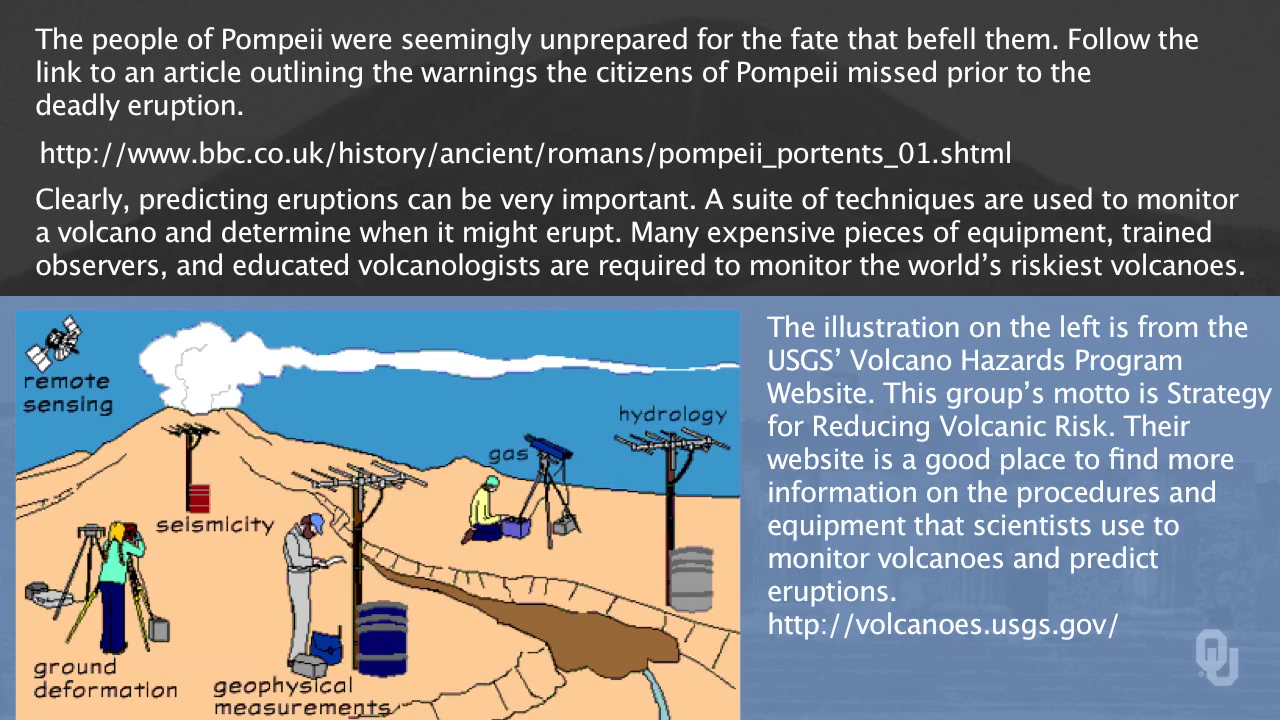 The people of Pompeii were seemingly unprepared for the fate that befell them. Follow the
link to an article outlining the warnings the citizens of Pompeii missed prior to the
deadly eruption.
http://www.bbc.co.uk/history/ancient/romans/pompeii_portents_01.shtml
Clearly, predicting eruptions can be very important. A suite of techniques are used to monitor
a volcano and determine when it might erupt. Many expensive pieces of equipment, trained
observers, and educated volcanologists are required to monitor the world's riskiest volcanoes.
remote
sensing
hydrology
gas
seismicity
ground
deformation
geophysical
measurements
The illustration on the left is from the
USGS' Volcano Hazards Program
Website. This group's motto is Strategy
for Reducing Volcanic Risk. Their
website is a good place to find more
information on the procedures and
equipment that scientists use to
monitor volcanoes and predict
eruptions.
http://volcanoes.usgs.gov/
OU